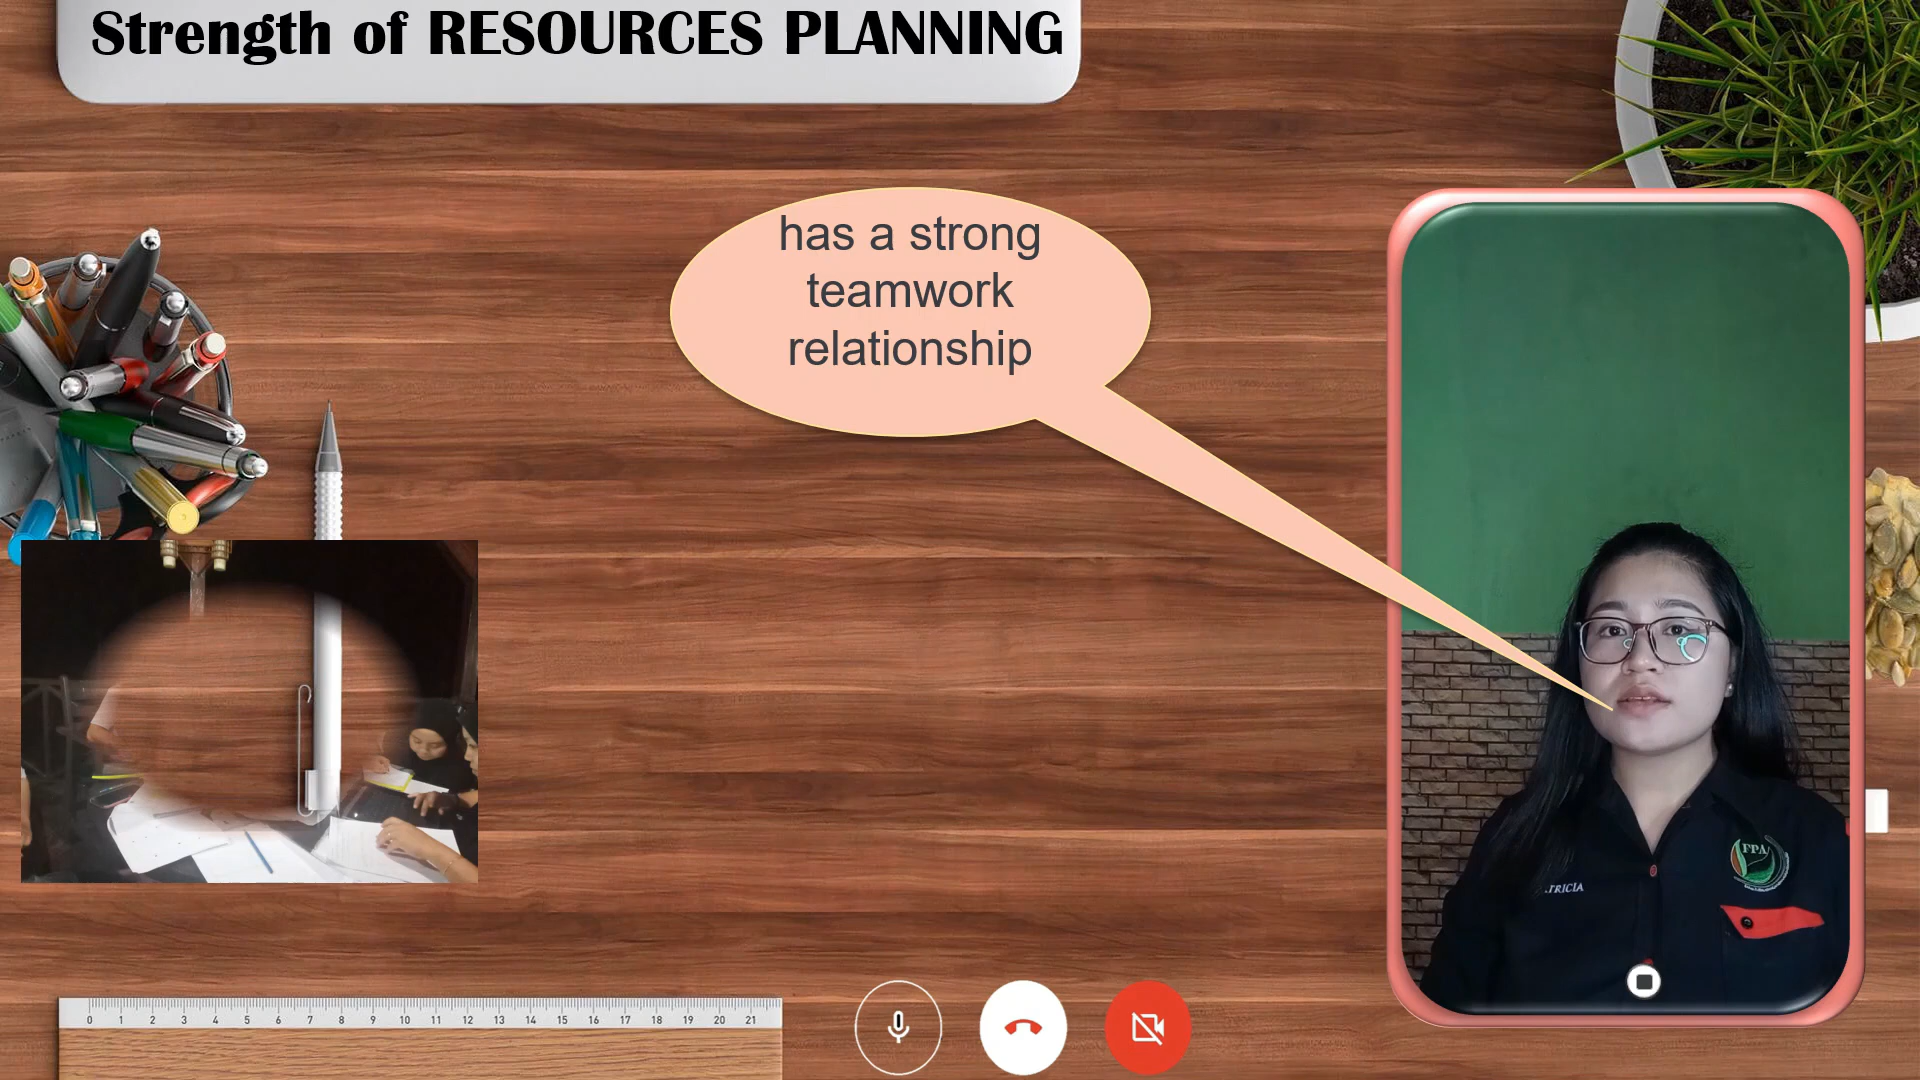 Strength of RESOURCES PLANNING
has a strong
teamwork
relationship
FPA
0 1 2 3 4 5 6 7 8 9 10 11 12 13 14 15 16 17 18 19 20 21